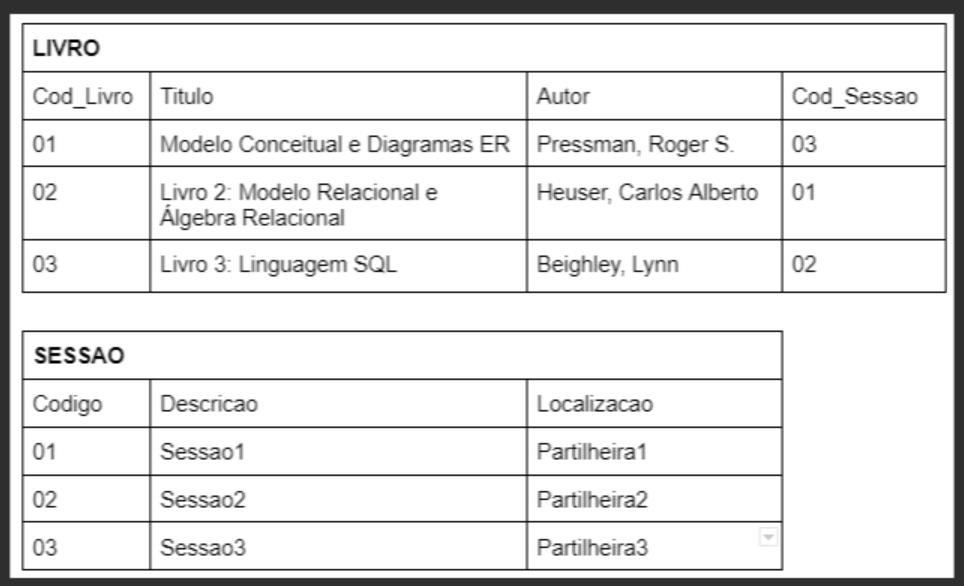 LIVRO
Cod_Livro Titulo Autor Cod_Sessao
01 Modelo Conceitual e Diagramas ER Pressman, Roger S. 03
02 Livro 2: Modelo Relacional e Heuser, Carlos Alberto 01
Álgebra Relacional
03 Livro 3: Linguagem SQL Beighley, Lynn 02
SESSAO
Codigo Descricao Localizacao
01 Sessao1 Partilheira1
02 Sessao2 Partilheira2
03 Sessao3 Partilheira3